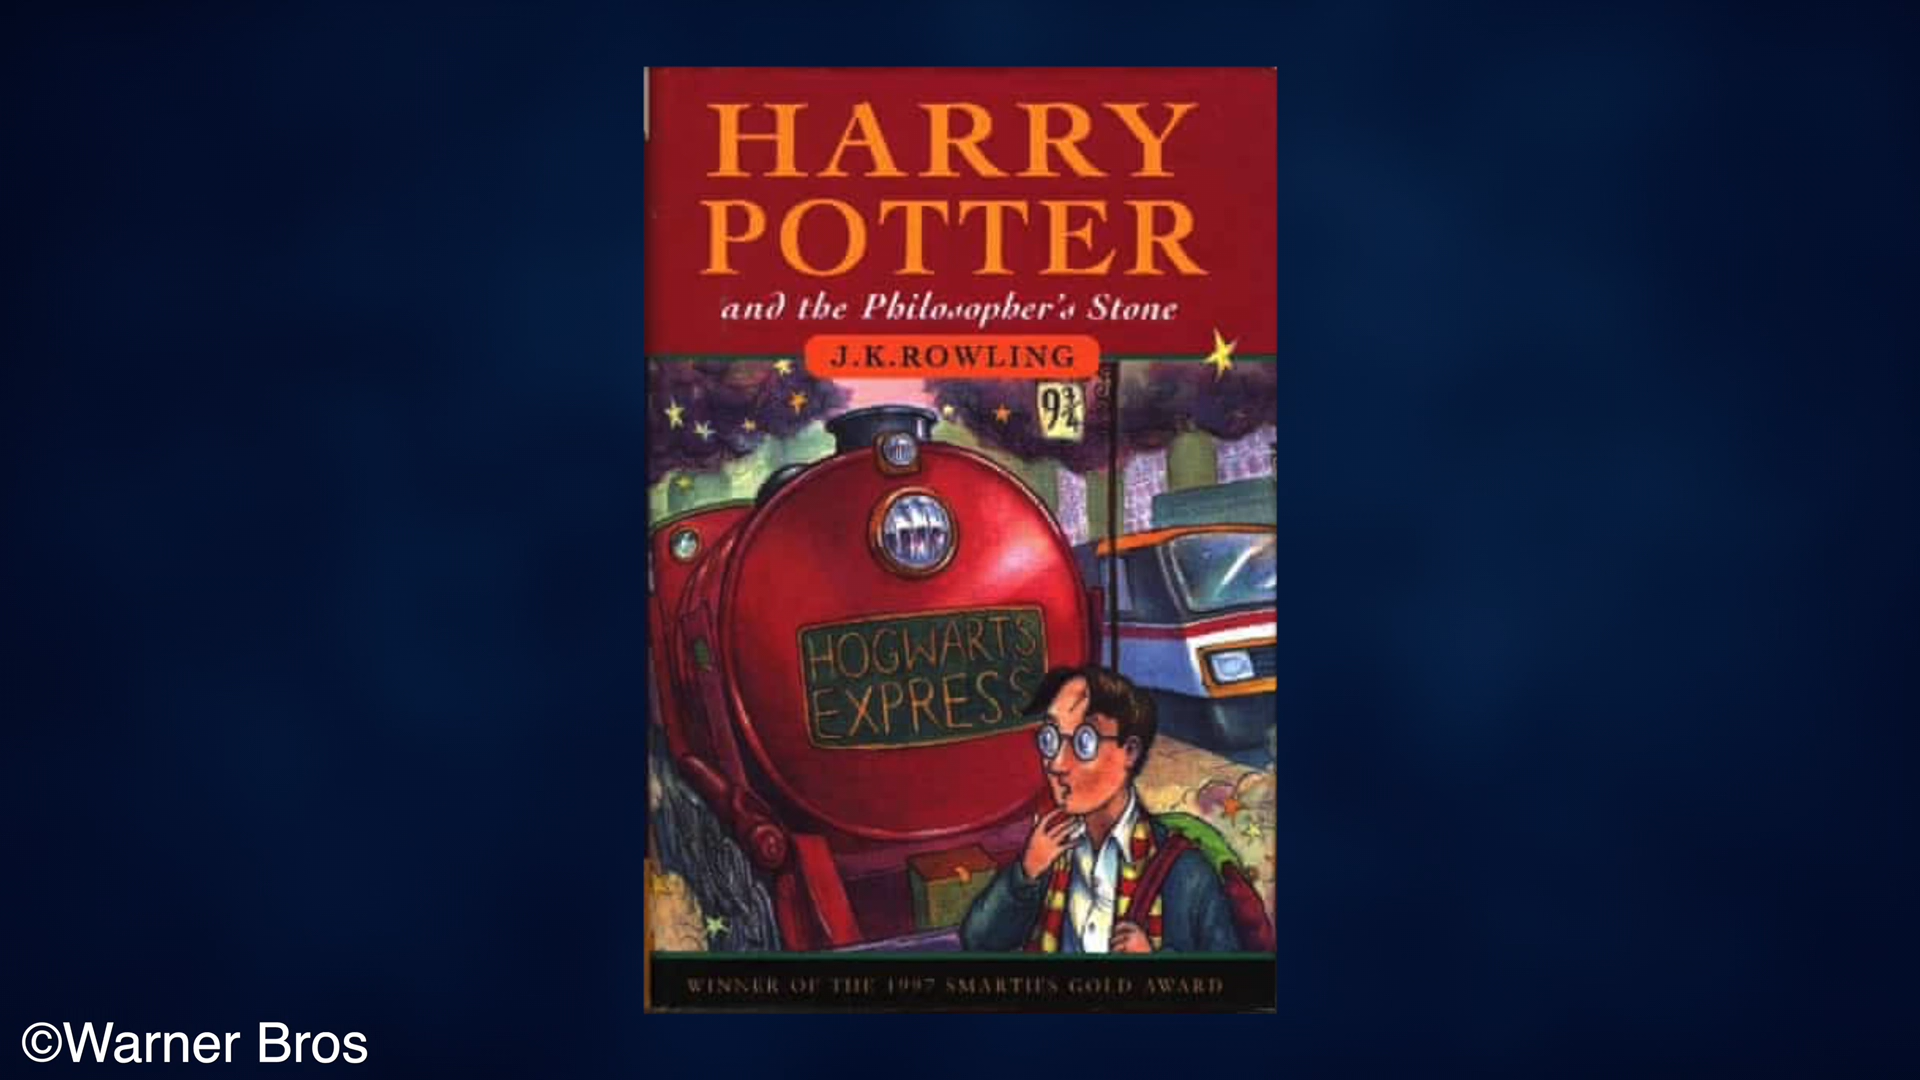 HARRY
POTTER
and the Philosopher's Stone
J.K.ROWLING
9¾
HOGWARTS
EXPRESS
WINNER OF THE 1997 SMARTIES GOLD AWARD
©Warner Bros